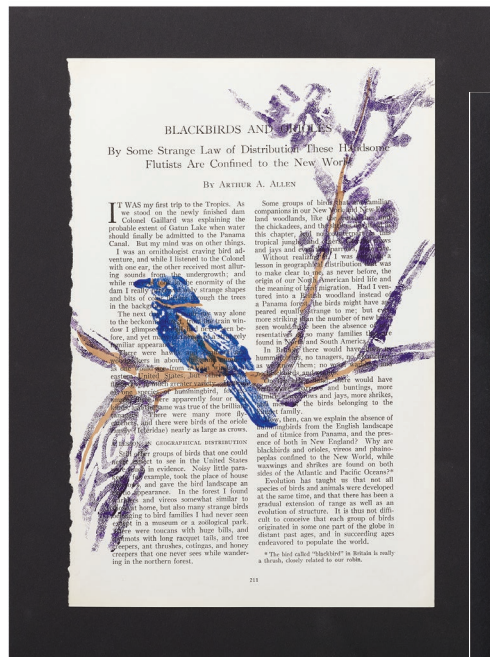 BLACKBIRDS AND ORIOLES
By Some Strange Law of Distribution These Handsome
Flutists Are Confined to the New World
By Arthur A. Allen
IT WAS my first trip to the Tropics. As
we stood on the newly finished dam
Colonel Gaillard was explaining the
probable extent of Gatun Lake when water
should finally be admitted to the Panama
Canal. But my mind was on other things.
I was an ornithologist craving bird ad-
venture, and while I listened to the Colonel
with one ear, the other received most allur-
ing sounds from the undergrowth; and
while enormity of the
dam I really strange shapes
and bits of through the trees
in the
The next way alone
to the win-
dow I glimpsed be-
fore, and yet
familiar appearance
There were
in
from
eastern United States,
hummingbird, for
were apparently four or
same was true of the brilliant
There were many more
and there were birds of the oriole
(Icteridae) nearly as large as crows.
GEOGRAPHICAL DISTRIBUTION
other groups of birds that one could
expect to see in the United States
in evidence. Noisy little para-
example, took the place of house
and gave the bird landscape an
appearance. In the forest I found
and vireos somewhat similar to
home, but also many strange birds
belonging to bird families I had never seen
except in a museum or a zoological park.
There were toucans with huge bills, and
motmots with long racquet tails, and tree
creepers, ant thrushes, cotingas, and honey
creepers that one never sees while wander-
ing in the northern forest.
Some groups of birds that familiar
companions in our New and New
land woodlands, like
the chickadees, and
this chapter,
tropical jungle
and jays and
Without I was
lesson in geographical distribution was
to make clear to as never before, the
origin of our North American bird life and
the meaning of bird migration. Had I ven-
tured into a woodland instead of
a Panama forest the birds might have ap-
peared equally strange to me; but even
more striking than the number of new birds
seen would have been the absence of
so many families
found in North and South America.
In there would have
no tanagers, no
as we know them; no
would have
and buntings, more
crows and jays, more shrikes,
the birds belonging to the
family.
How, then, can we explain the absence of
hummingbirds from the English landscape
and of titmice from Panama, and the pres-
ence of both in New England? Why are
blackbirds and orioles, vireos and phaino-
peplas confined to the New World, while
waxwings and shrikes are found on both
sides of the Atlantic and Pacific Oceans?*
Evolution has taught us that not all
species of birds and animals were developed
at the same time, and that there has been a
gradual extension of range as well as an
evolution of structure. It is thus not diffi-
cult to conceive that each group of birds
originated in some one part of the globe in
distant past ages, and in succeeding ages
endeavored to populate the world.
* The bird called "blackbird" in Britain is really
a thrush, closely related to our robin.